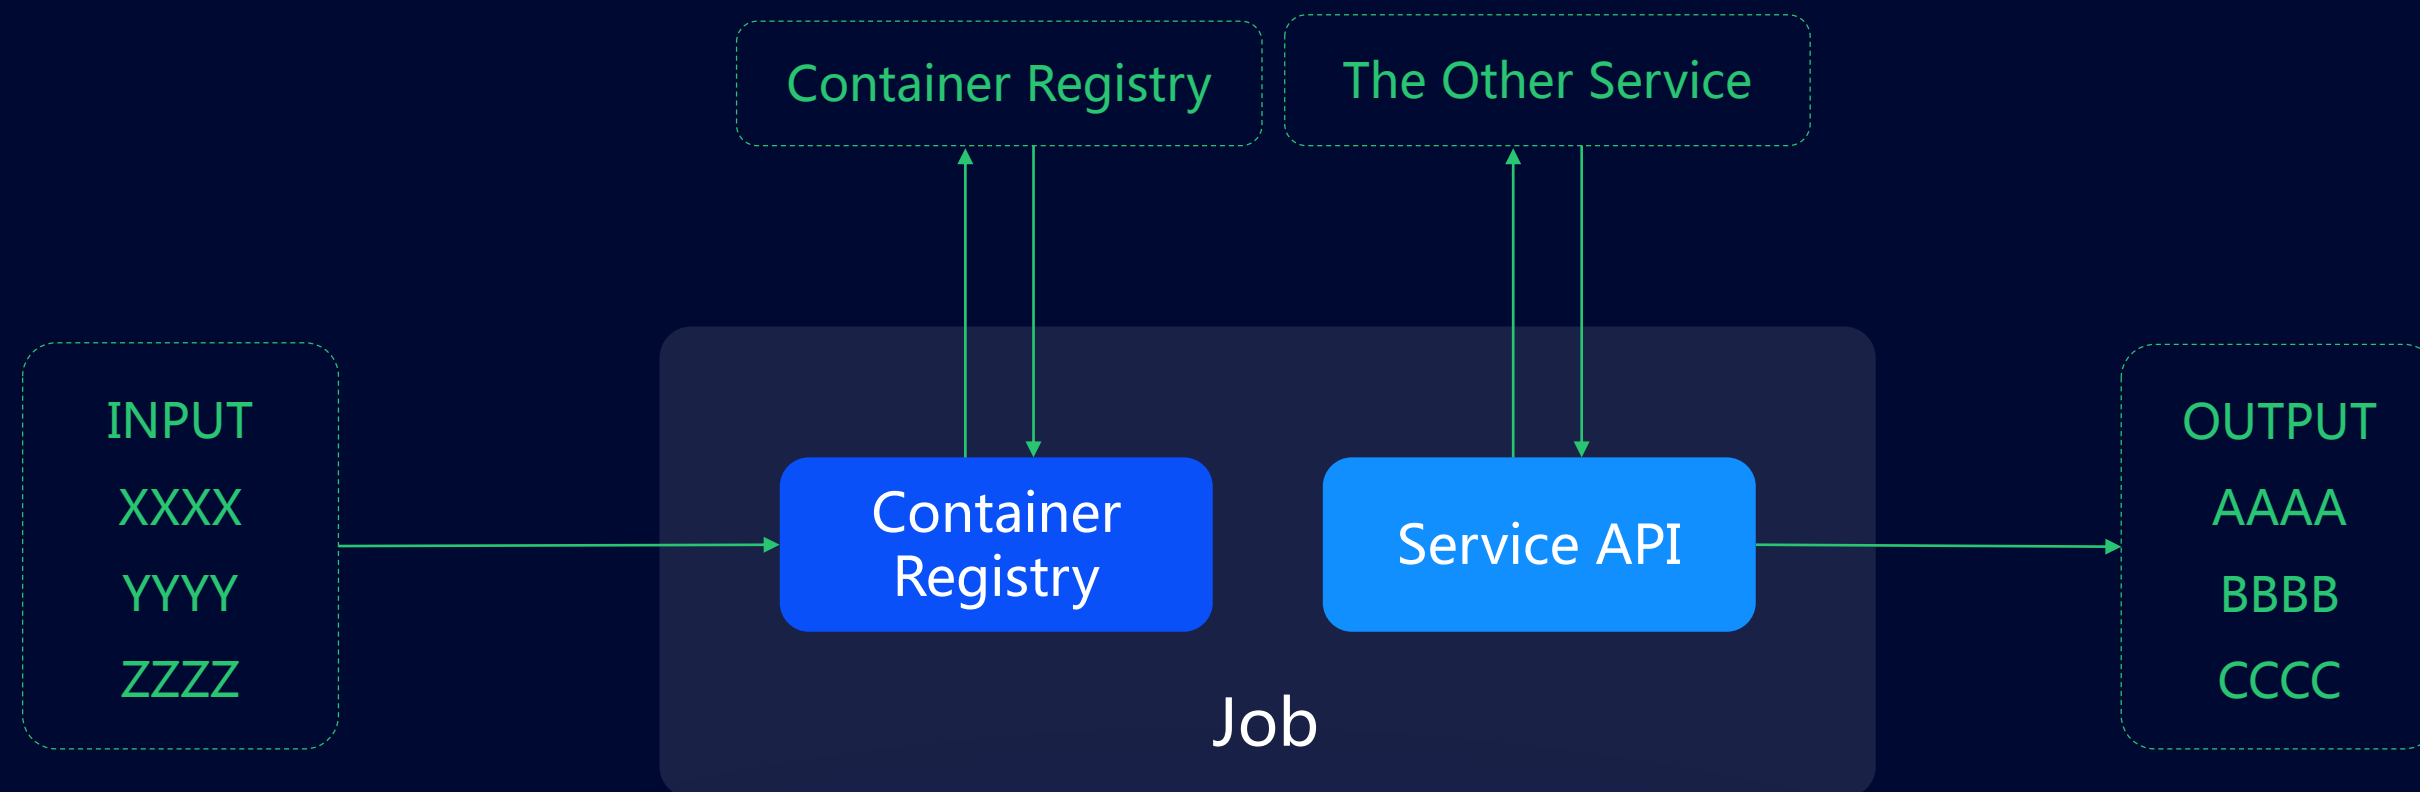 Container Registry
The Other Service
INPUT
XXXX
YYYY
ZZZZ
Container
Registry
Service API
Job
OUTPUT
AAAA
BBBB
CCCC